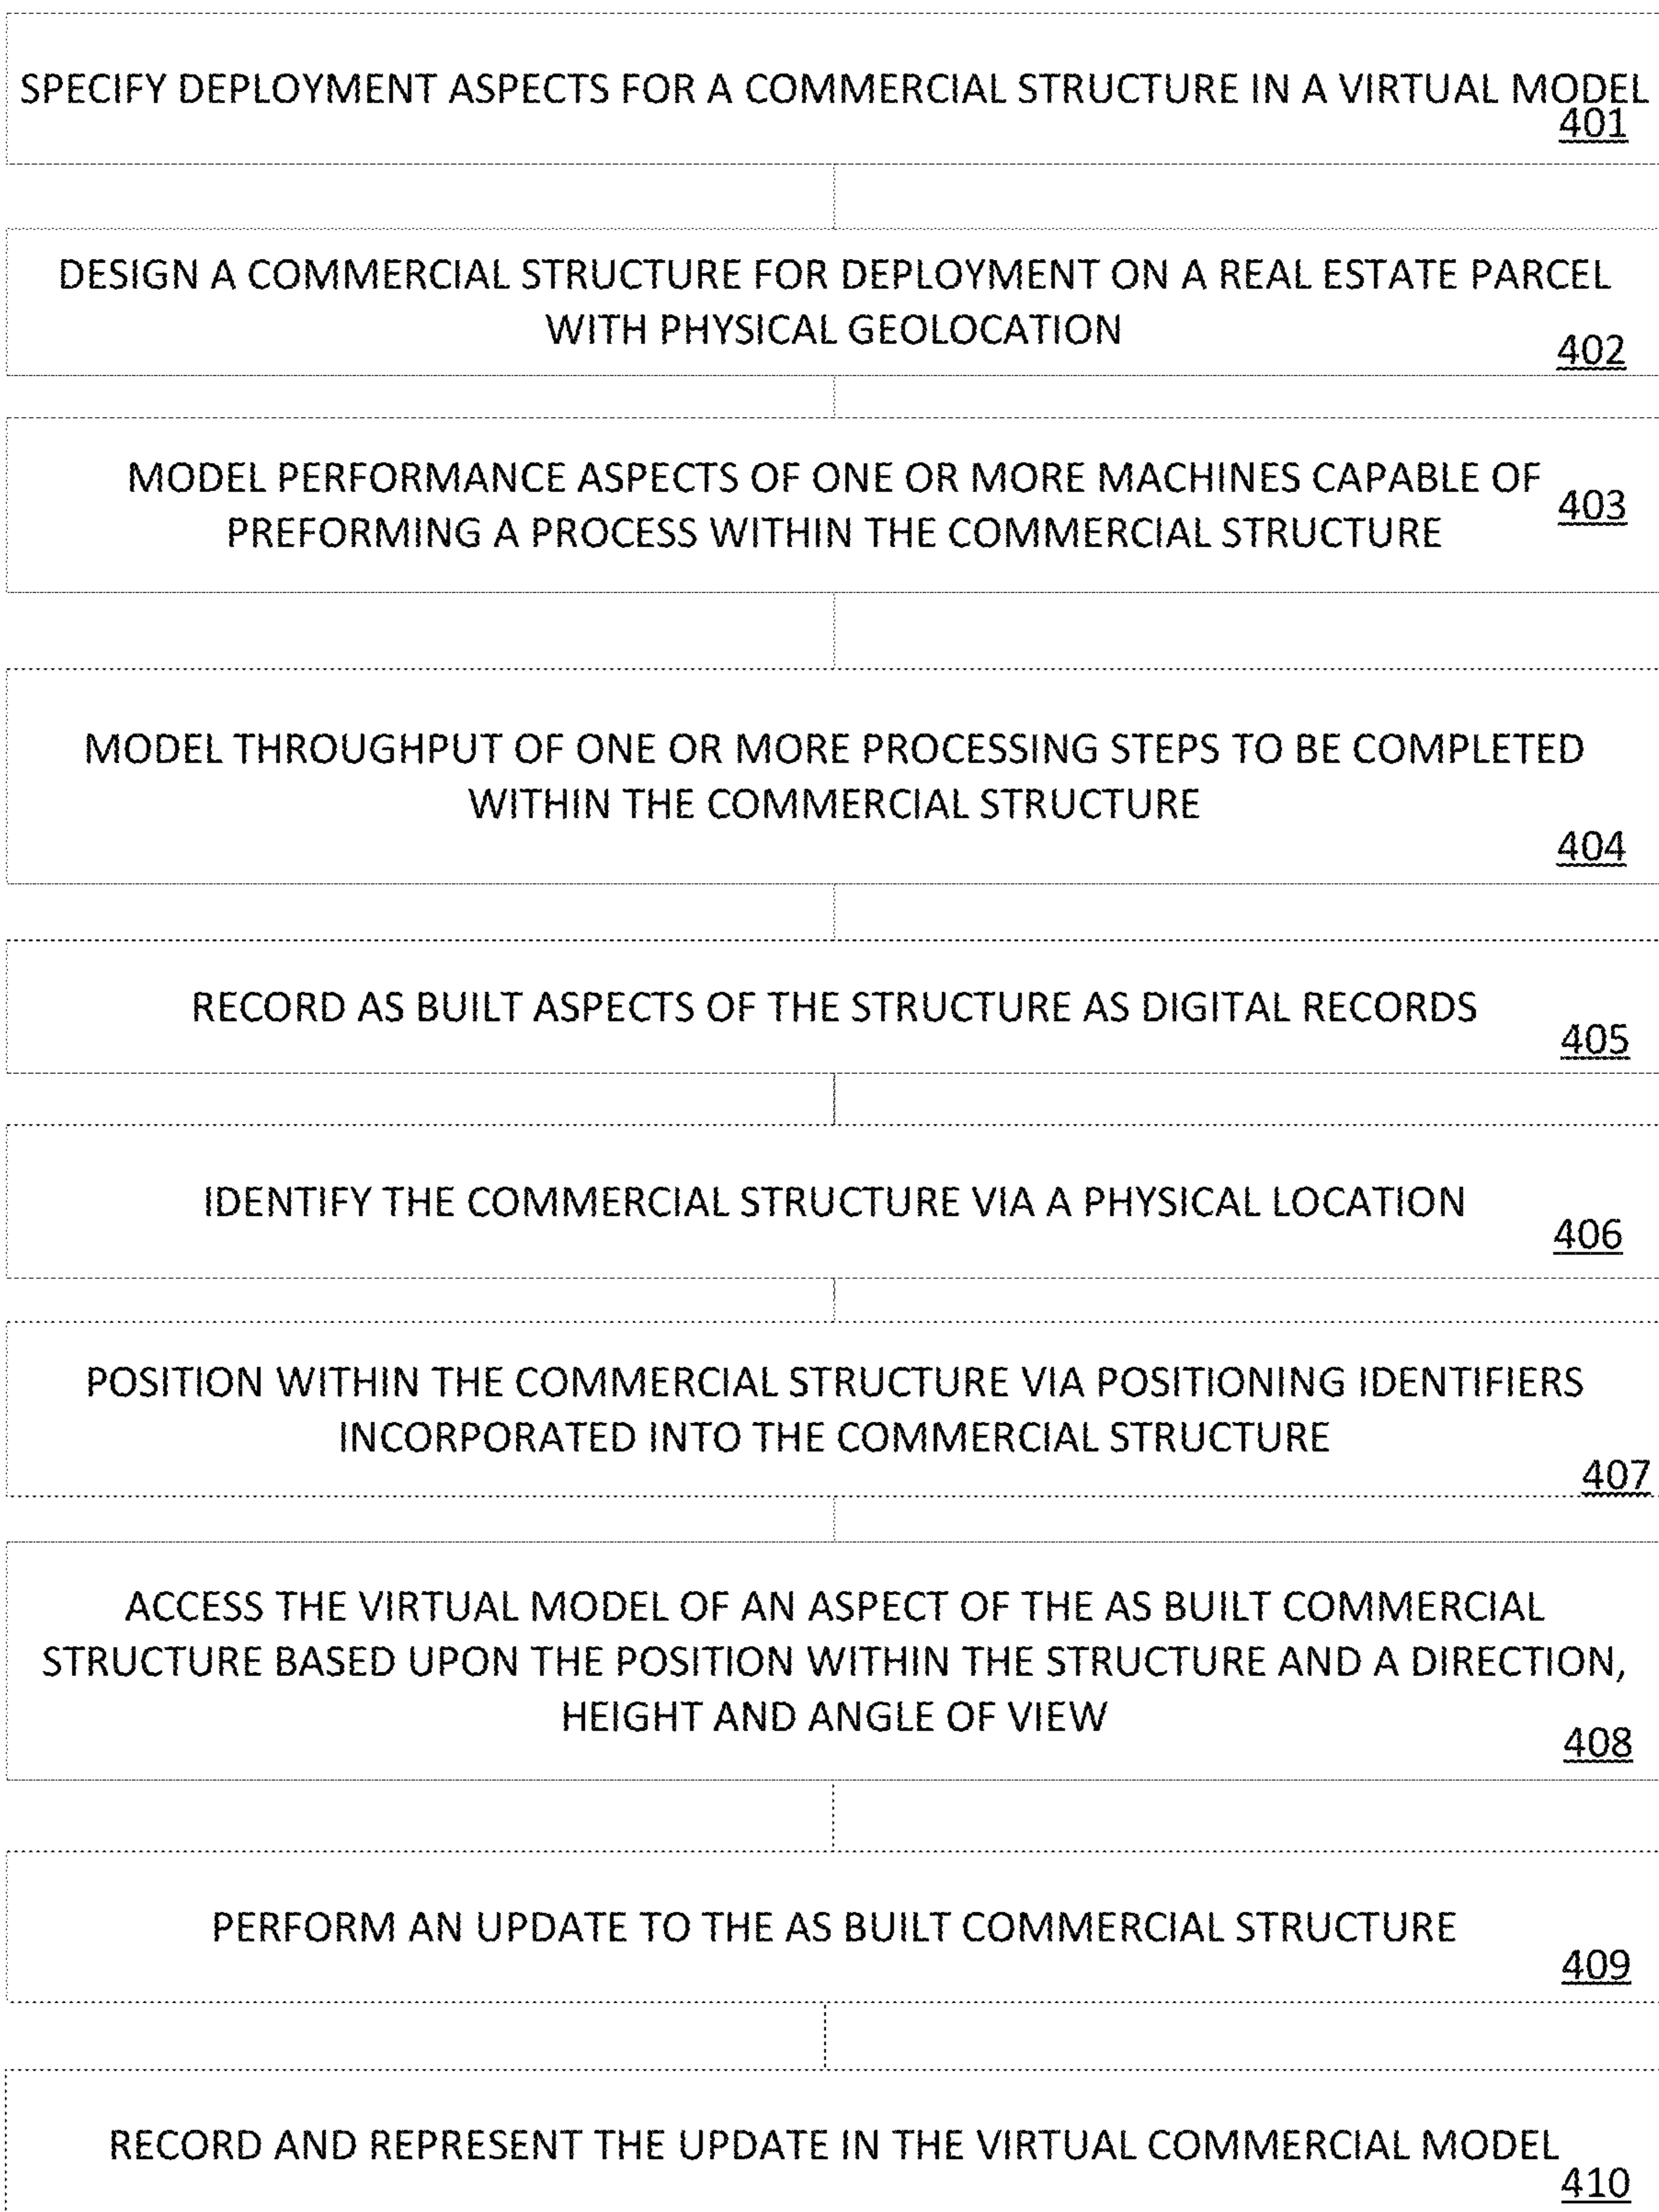 SPECIFY DEPLOYMENT ASPECTS FOR A COMMERCIAL STRUCTURE IN A VIRTUAL MODEL
401
DESIGN A COMMERCIAL STRUCTURE FOR DEPLOYMENT ON A REAL ESTATE PARCEL
WITH PHYSICAL GEOLOCATION
402
MODEL PERFORMANCE ASPECTS OF ONE OR MORE MACHINES CAPABLE OF
403
PREFORMING A PROCESS WITHIN THE COMMERCIAL STRUCTURE
MODEL THROUGHPUT OF ONE OR MORE PROCESSING STEPS TO BE COMPLETED
WITHIN THE COMMERCIAL STRUCTURE
404
RECORD AS BUILT ASPECTS OF THE STRUCTURE AS DIGITAL RECORDS
405
IDENTIFY THE COMMERCIAL STRUCTURE VIA A PHYSICAL LOCATION
406
POSITION WITHIN THE COMMERCIAL STRUCTURE VIA POSITIONING IDENTIFIERS
INCORPORATED INTO THE COMMERCIAL STRUCTURE
407
ACCESS THE VIRTUAL MODEL OF AN ASPECT OF THE AS BUILT COMMERCIAL
STRUCTURE BASED UPON THE POSITION WITHIN THE STRUCTURE AND A DIRECTION,
HEIGHT AND ANGLE OF VIEW
408
PERFORM AN UPDATE TO THE AS BUILT COMMERCIAL STRUCTURE
409
RECORD AND REPRESENT THE UPDATE IN THE VIRTUAL COMMERCIAL MODEL
410